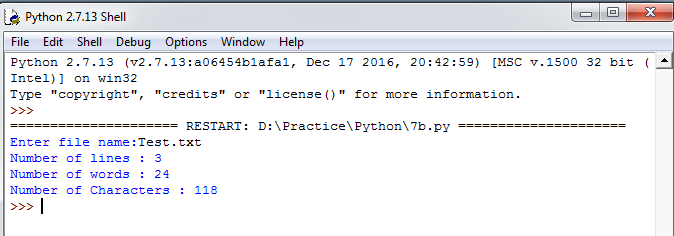 Python 2.7.13 Shell
File Edit Shell Debug Options Window Help
Python 2.7.13 (v2.7.13:a06454b1afa1, Dec 17 2016, 20:42:59) [MSC v.1500 32 bit (
Intel)] on win32
Type "copyright", "credits" or "license()" for more information.
>>>
===================== RESTART: D:\Practice\Python\7b.py =====================
Enter file name:Test.txt
Number of lines : 3
Number of words : 24
Number of Characters : 118
>>>